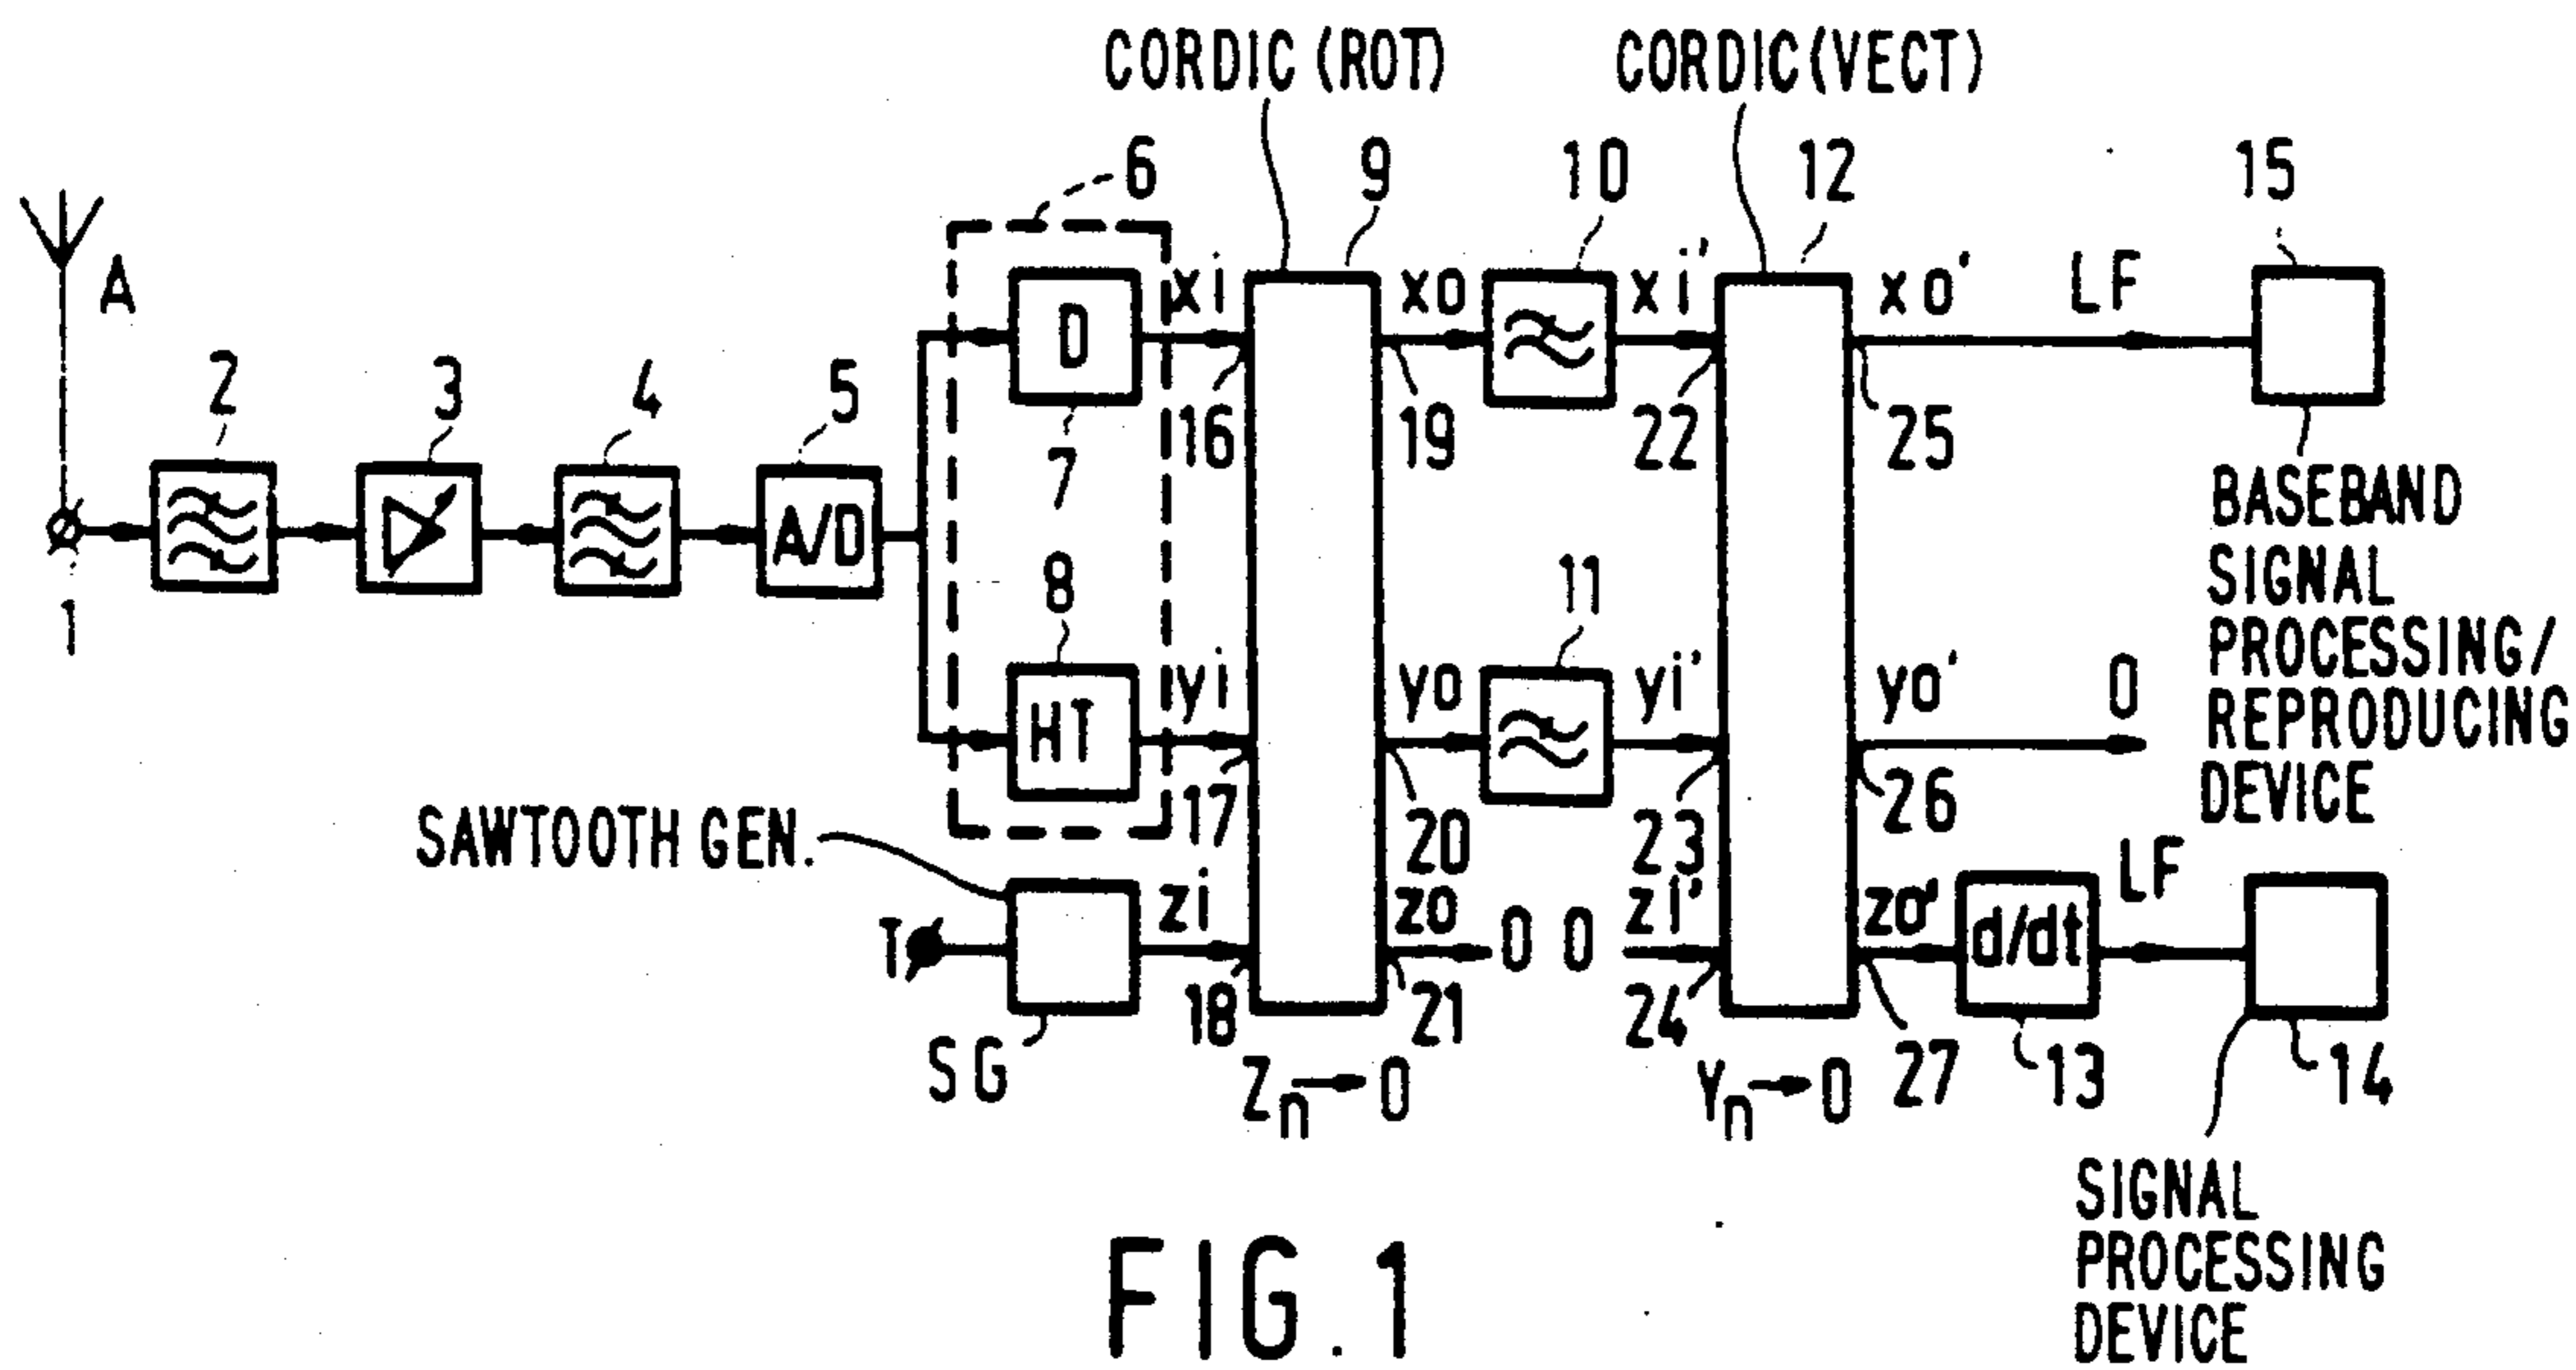 CORDIC (ROT)
CORDIC (VECT)
6
9
10
12
15
A
xi
xo
xi'
xo'
LF
2
3
4
5
D
16
19
22
25
7
BASEBAND
SIGNAL
PROCESSING/
REPRODUCING
DEVICE
A/D
1
8
11
HT
yi
yo
yi'
yo'
0
17
20
23
26
SAWTOOTH GEN.
zi
zo
0
0
zi'
zo'
d/dt
LF
T
SG
18
21
24
27
13
14
Zn→0
Yn→0
SIGNAL
PROCESSING
DEVICE
FIG.1